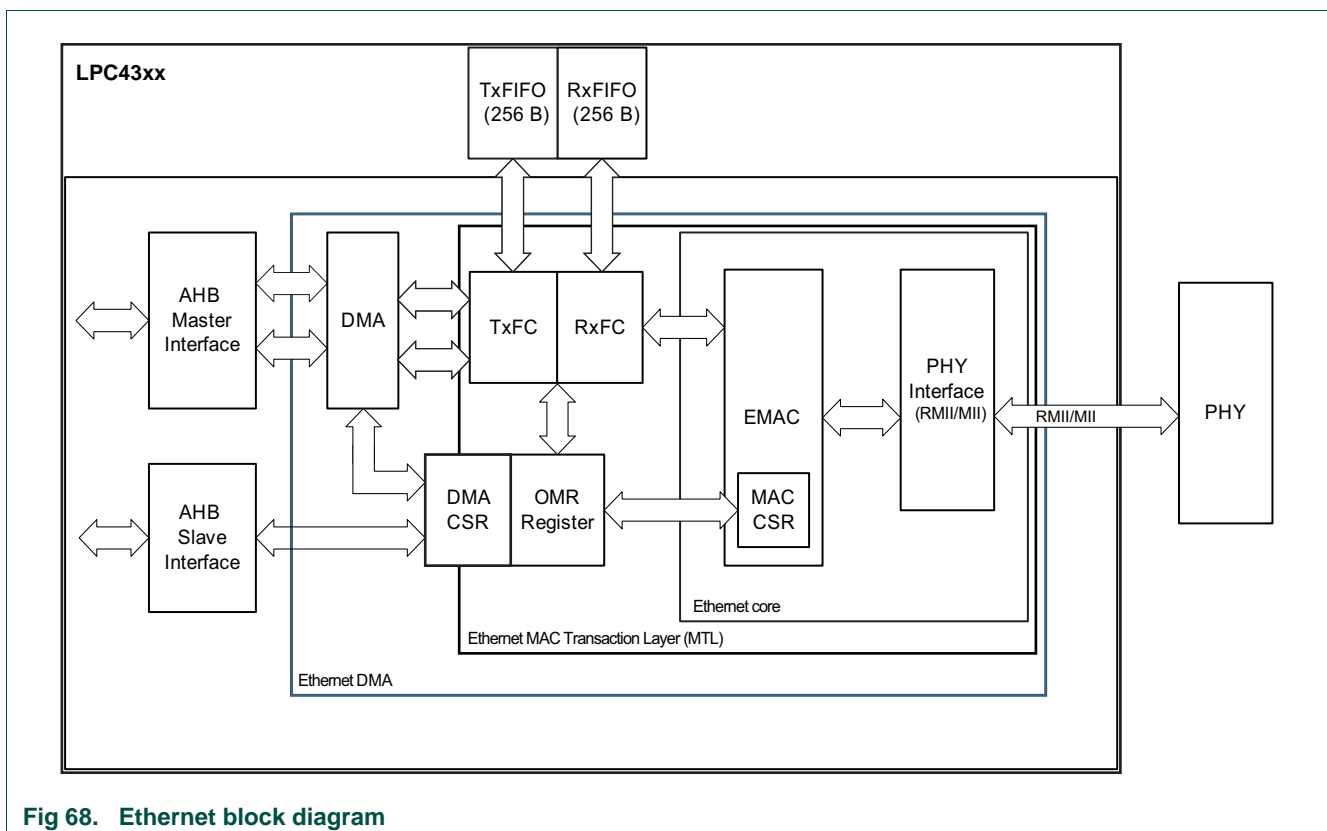 LPC43xx
TxFIFO
(256 B)
RxFIFO
(256 B)
AHB
Master
Interface
DMA
TxFC
RxFC
EMAC
PHY
Interface
(RMII/MII)
RMII/MII
PHY
AHB
Slave
Interface
DMA
CSR
OMR
Register
MAC
CSR
Ethernet core
Ethernet MAC Transaction Layer (MTL)
Ethernet DMA
Fig 68. Ethernet block diagram